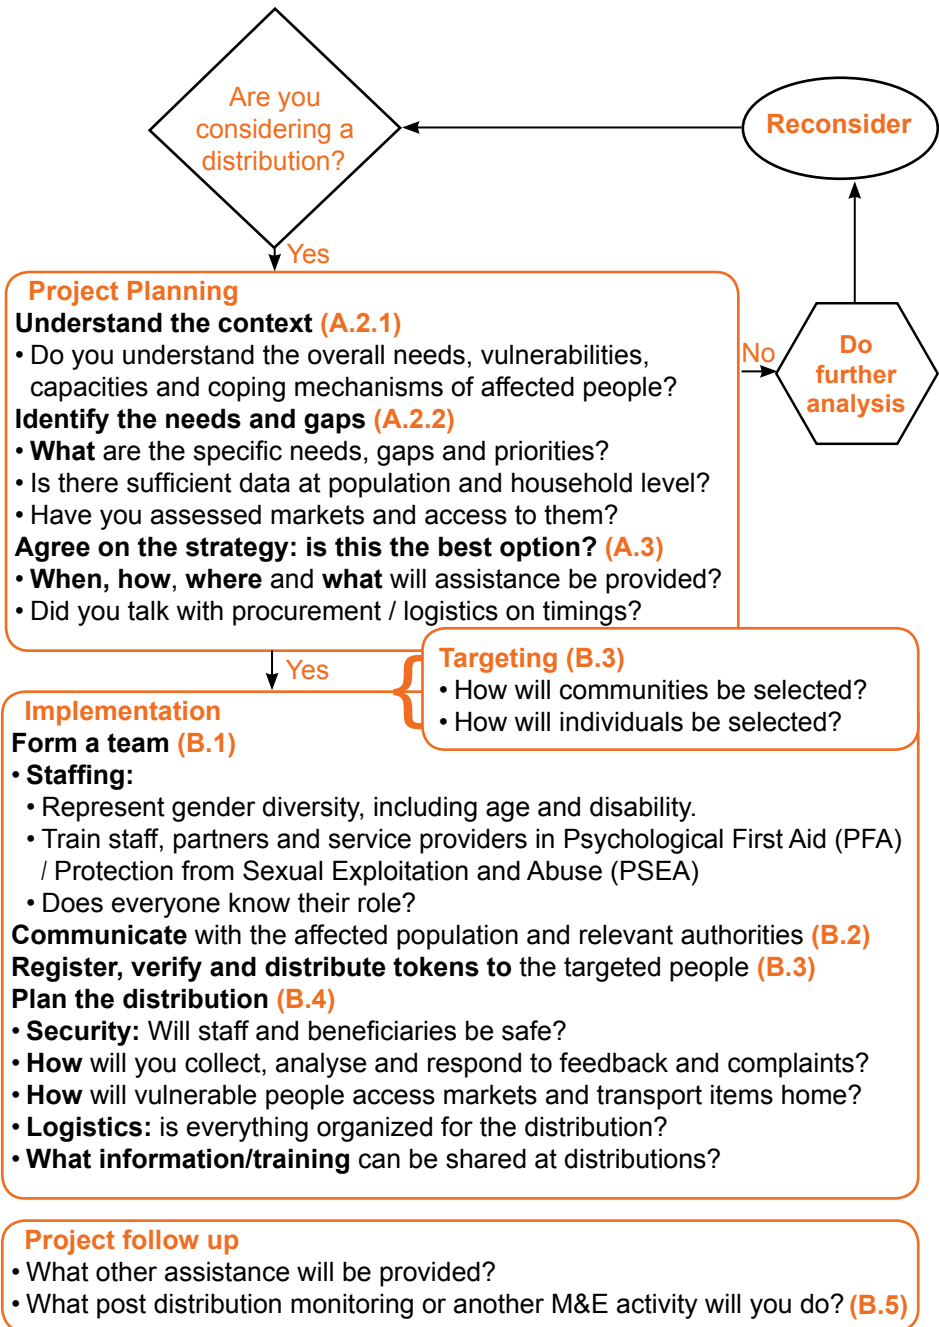 Are you
considering a
distribution?
Reconsider
Yes
Project Planning
Understand the context (A.2.1)
• Do you understand the overall needs, vulnerabilities,
capacities and coping mechanisms of affected people?
Identify the needs and gaps (A.2.2)
• What are the specific needs, gaps and priorities?
• Is there sufficient data at population and household level?
• Have you assessed markets and access to them?
Agree on the strategy: is this the best option? (A.3)
• When, how, where and what will assistance be provided?
• Did you talk with procurement / logistics on timings?
No
Do
further
analysis
Yes
Targeting (B.3)
• How will communities be selected?
• How will individuals be selected?
Implementation
Form a team (B.1)
• Staffing:
• Represent gender diversity, including age and disability.
• Train staff, partners and service providers in Psychological First Aid (PFA)
/ Protection from Sexual Exploitation and Abuse (PSEA)
• Does everyone know their role?
Communicate with the affected population and relevant authorities (B.2)
Register, verify and distribute tokens to the targeted people (B.3)
Plan the distribution (B.4)
• Security: Will staff and beneficiaries be safe?
• How will you collect, analyse and respond to feedback and complaints?
• How will vulnerable people access markets and transport items home?
• Logistics: is everything organized for the distribution?
• What information/training can be shared at distributions?
Project follow up
• What other assistance will be provided?
• What post distribution monitoring or another M&E activity will you do? (B.5)